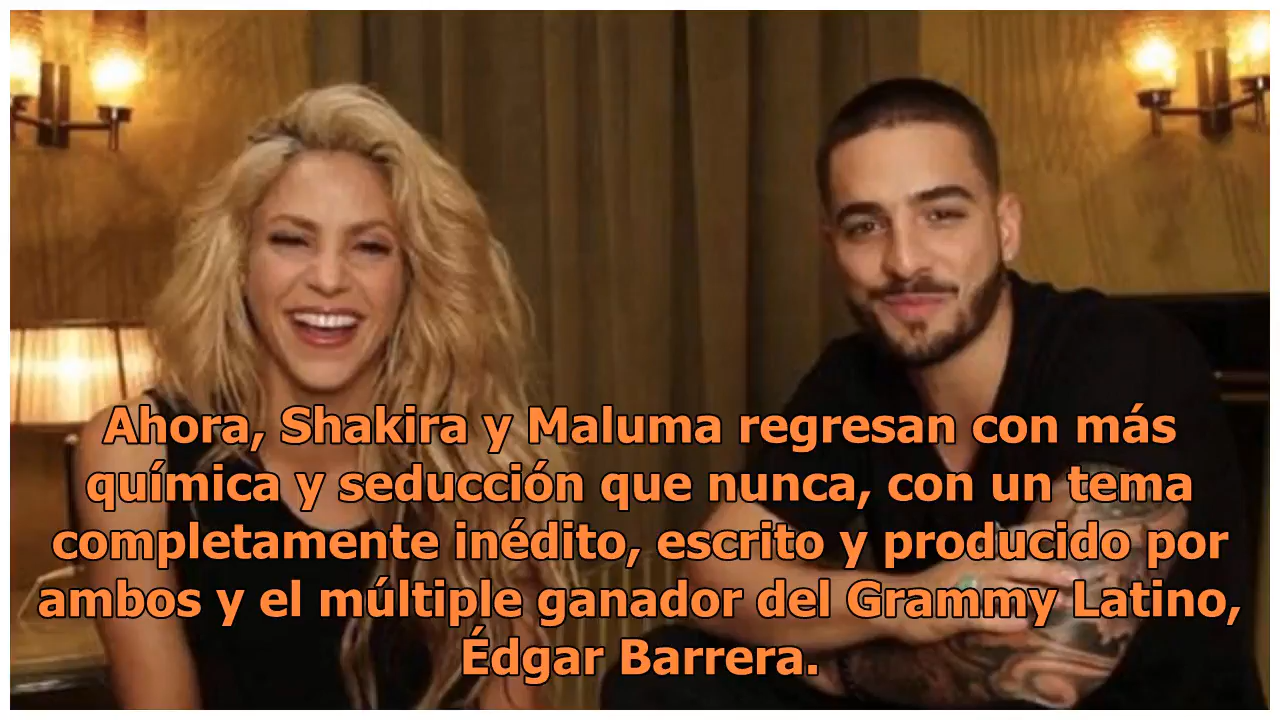 Ahora, Shakira y Maluma regresan con más
química y seducción que nunca, con un tema
completamente inédito, escrito y producido por
ambos y el múltiple ganador del Grammy Latino,
Édgar Barrera.